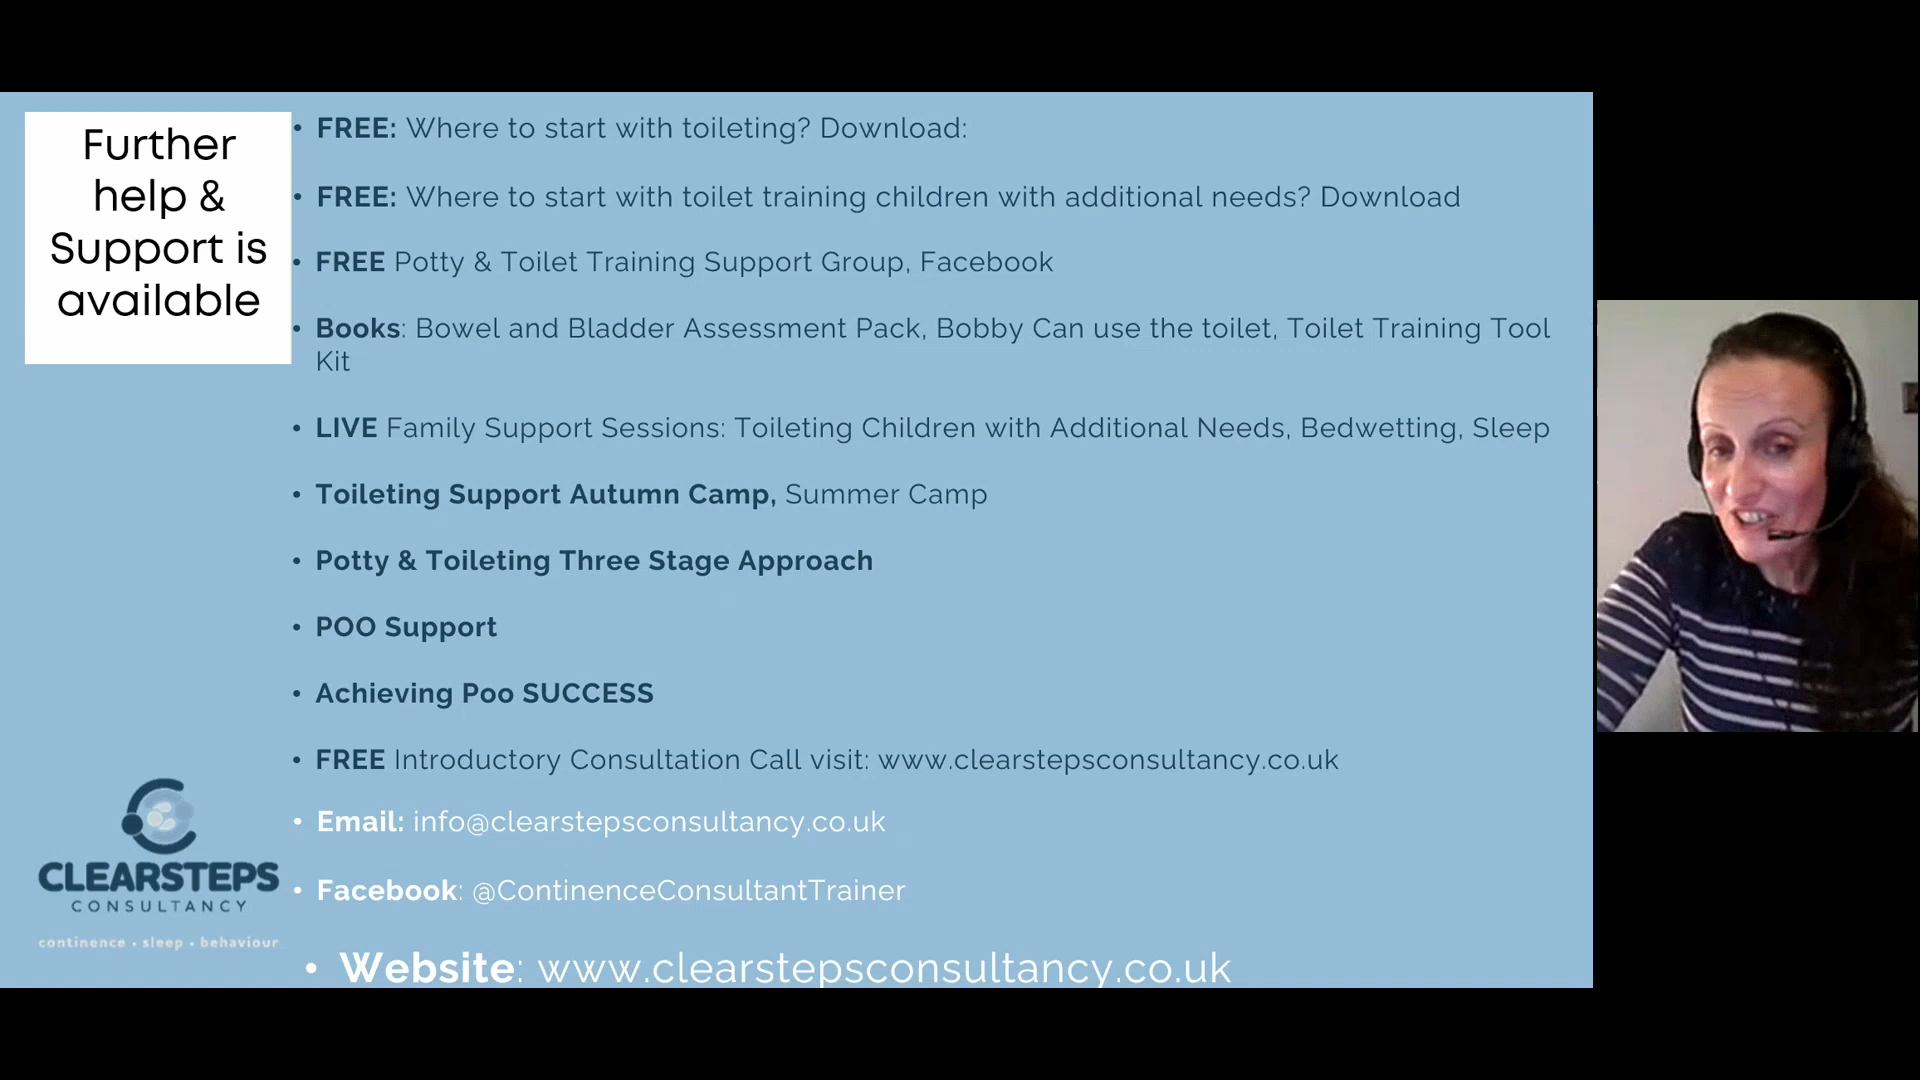 Further
help &
Support is
available
• FREE: Where to start with toileting? Download:
• FREE: Where to start with toilet training children with additional needs? Download
• FREE Potty & Toilet Training Support Group, Facebook
• Books: Bowel and Bladder Assessment Pack, Bobby Can use the toilet, Toilet Training Tool
Kit
• LIVE Family Support Sessions: Toileting Children with Additional Needs, Bedwetting, Sleep
• Toileting Support Autumn Camp, Summer Camp
• Potty & Toileting Three Stage Approach
• POO Support
• Achieving Poo SUCCESS
• FREE Introductory Consultation Call visit: www.clearstepsconsultancy.co.uk
• Email: info@clearstepsconsultancy.co.uk
• Facebook: @ContinenceConsultantTrainer
• Website: www.clearstepsconsultancy.co.uk
CLEARSTEPS
CONSULTANCY
continence • sleep • behaviour